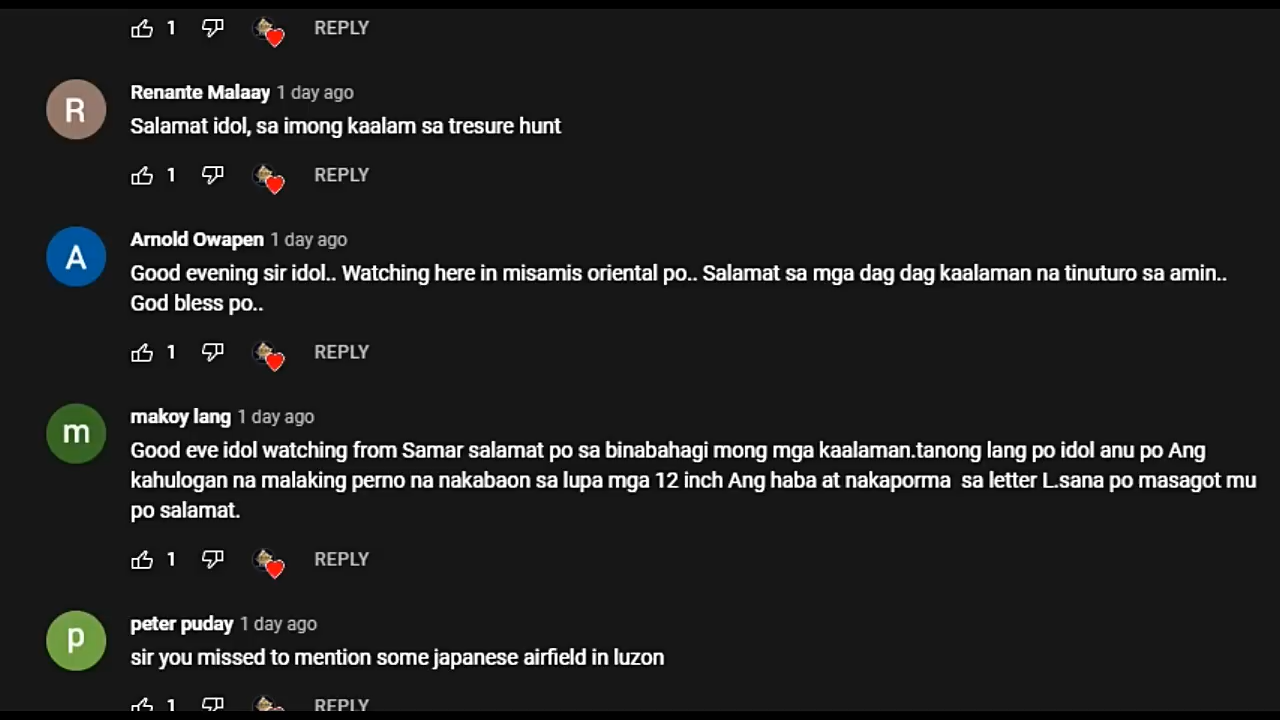 1 REPLY
R
Renante Malaay 1 day ago
Salamat idol, sa imong kaalam sa tresure hunt
1 REPLY
A
Arnold Owapen 1 day ago
Good evening sir idol.. Watching here in misamis oriental po.. Salamat sa mga dag dag kaalaman na tinuturo sa amin..
God bless po..
1 REPLY
m
makoy lang 1 day ago
Good eve idol watching from Samar salamat po sa binabahagi mong mga kaalaman.tanong lang po idol anu po Ang
kahulogan na malaking perno na nakabaon sa lupa mga 12 inch Ang haba at nakaporma sa letter L.sana po masagot mu
po salamat.
1 REPLY
p
peter puday 1 day ago
sir you missed to mention some japanese airfield in luzon
1 REPLY